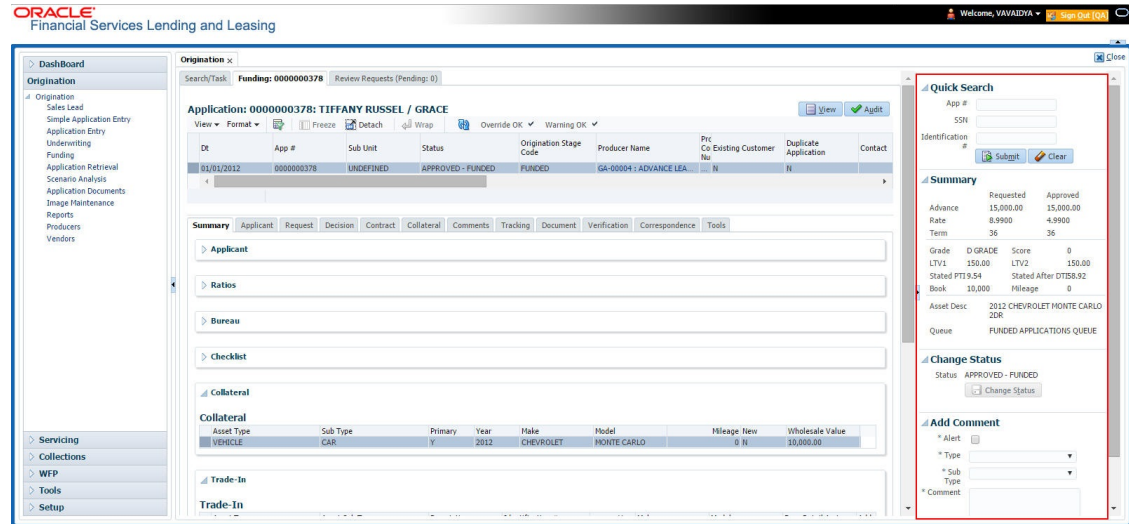 ORACLE
Financial Services Lending and Leasing
Welcome, VAVAIDYA
Sign Out (QA)
DashBoard
Origination
Origination
Sales Lead
Simple Application Entry
Application Entry
Underwriting
Funding
Application Retrieval
Scenario Analysis
Application Documents
Image Maintenance
Reports
Producers
Vendors
Servicing
Collections
WFP
Tools
Setup
Origination x
Close
Search/Task Funding: 0000000378 Review Requests (Pending: 0)
Application: 0000000378: TIFFANY RUSSEL / GRACE
View Audit
View Format Freeze Detach Wrap Override OK Warning OK
Dt App # Sub Unit Status Origination Stage Code Producer Name Prc Co Nu Existing Customer Duplicate Application Contact
01/01/2012 0000000378 UNDEFINED APPROVED - FUNDED FUNDED GA-00004 : ADVANCE LEA... ... N N
Summary Applicant Request Decision Contract Collateral Comments Tracking Document Verification Correspondence Tools
Applicant
Ratios
Bureau
Checklist
Collateral
Collateral
Asset Type Sub Type Primary Year Make Model Mileage New Wholesale Value
VEHICLE CAR Y 2012 CHEVROLET MONTE CARLO 0 N 10,000.00
Trade-In
Trade-In
Quick Search
App #
SSN
Identification #
Submit Clear
Summary
Requested Approved
Advance 15,000.00 15,000.00
Rate 8.9900 4.9900
Term 36 36
Grade D GRADE Score 0
LTV1 150.00 LTV2 150.00
Stated PTI 9.54 Stated After DTI 58.92
Book 10,000 Mileage 0
Asset Desc 2012 CHEVROLET MONTE CARLO
2DR
Queue FUNDED APPLICATIONS QUEUE
Change Status
Status APPROVED - FUNDED
Change Status
Add Comment
* Alert
* Type
* Sub Type
* Comment